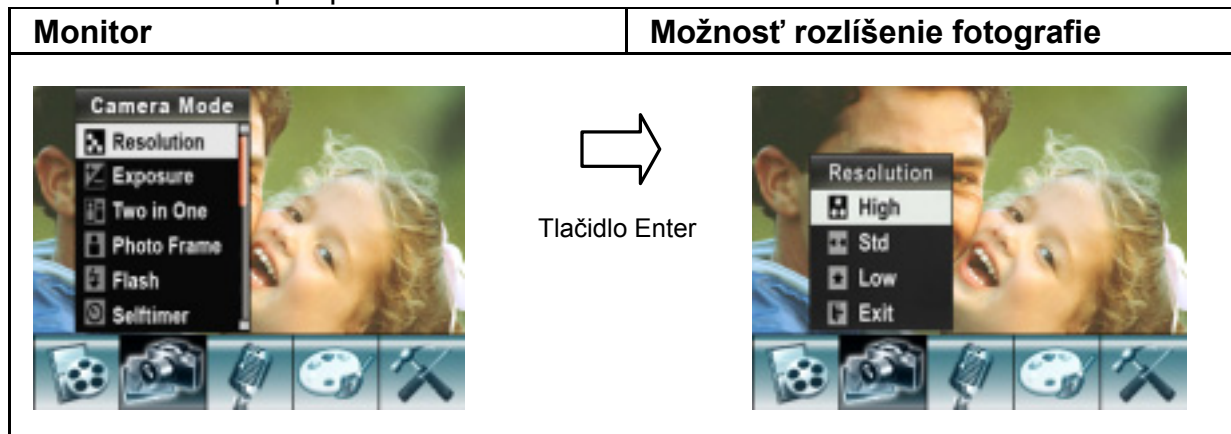 Monitor
Možnosť rozlíšenie fotografie
Camera Mode
Resolution
Exposure
Two in One
Photo Frame
Flash
Selftimer
Tlačidlo Enter
Resolution
High
Std
Low
Exit